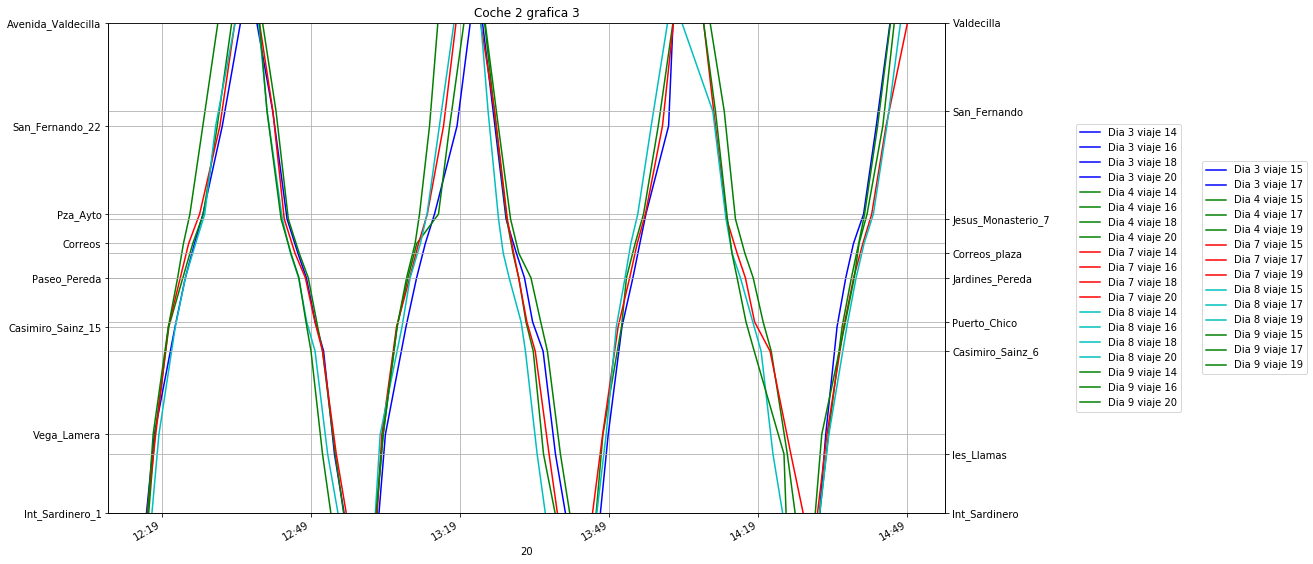 Coche 2 grafica 3
Avenida_Valdecilla
San_Fernando_22
Pza_Ayto
Correos
Paseo_Pereda
Casimiro_Sainz_15
Vega_Lamera
Int_Sardinero_1
Valdecilla
San_Fernando
Jesus_Monasterio_7
Correos_plaza
Jardines_Pereda
Puerto_Chico
Casimiro_Sainz_6
Ies_Llamas
Int_Sardinero
12:19
12:49
13:19
13:49
14:19
14:49
20
Dia 3 viaje 14
Dia 3 viaje 16
Dia 3 viaje 18
Dia 3 viaje 20
Dia 4 viaje 14
Dia 4 viaje 16
Dia 4 viaje 18
Dia 4 viaje 20
Dia 7 viaje 14
Dia 7 viaje 16
Dia 7 viaje 18
Dia 7 viaje 20
Dia 8 viaje 14
Dia 8 viaje 16
Dia 8 viaje 18
Dia 8 viaje 20
Dia 9 viaje 14
Dia 9 viaje 16
Dia 9 viaje 20
Dia 3 viaje 15
Dia 3 viaje 17
Dia 4 viaje 15
Dia 4 viaje 17
Dia 4 viaje 19
Dia 7 viaje 15
Dia 7 viaje 17
Dia 7 viaje 19
Dia 8 viaje 15
Dia 8 viaje 17
Dia 8 viaje 19
Dia 9 viaje 15
Dia 9 viaje 17
Dia 9 viaje 19